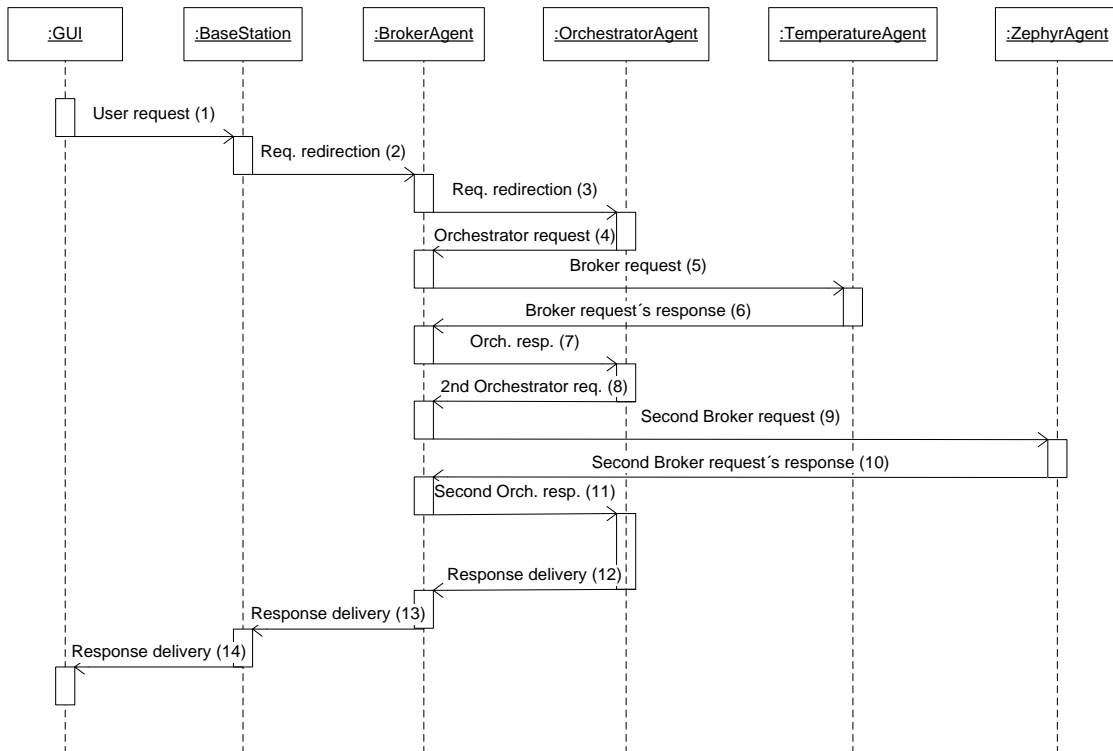 :GUI
:BaseStation
:BrokerAgent
:OrchestratorAgent
:TemperatureAgent
:ZephyrAgent
User request (1)
Req. redirection (2)
Req. redirection (3)
Orchestrator request (4)
Broker request (5)
Broker request´s response (6)
Orch. resp. (7)
2nd Orchestrator req. (8)
Second Broker request (9)
Second Broker request´s response (10)
Second Orch. resp. (11)
Response delivery (12)
Response delivery (13)
Response delivery (14)